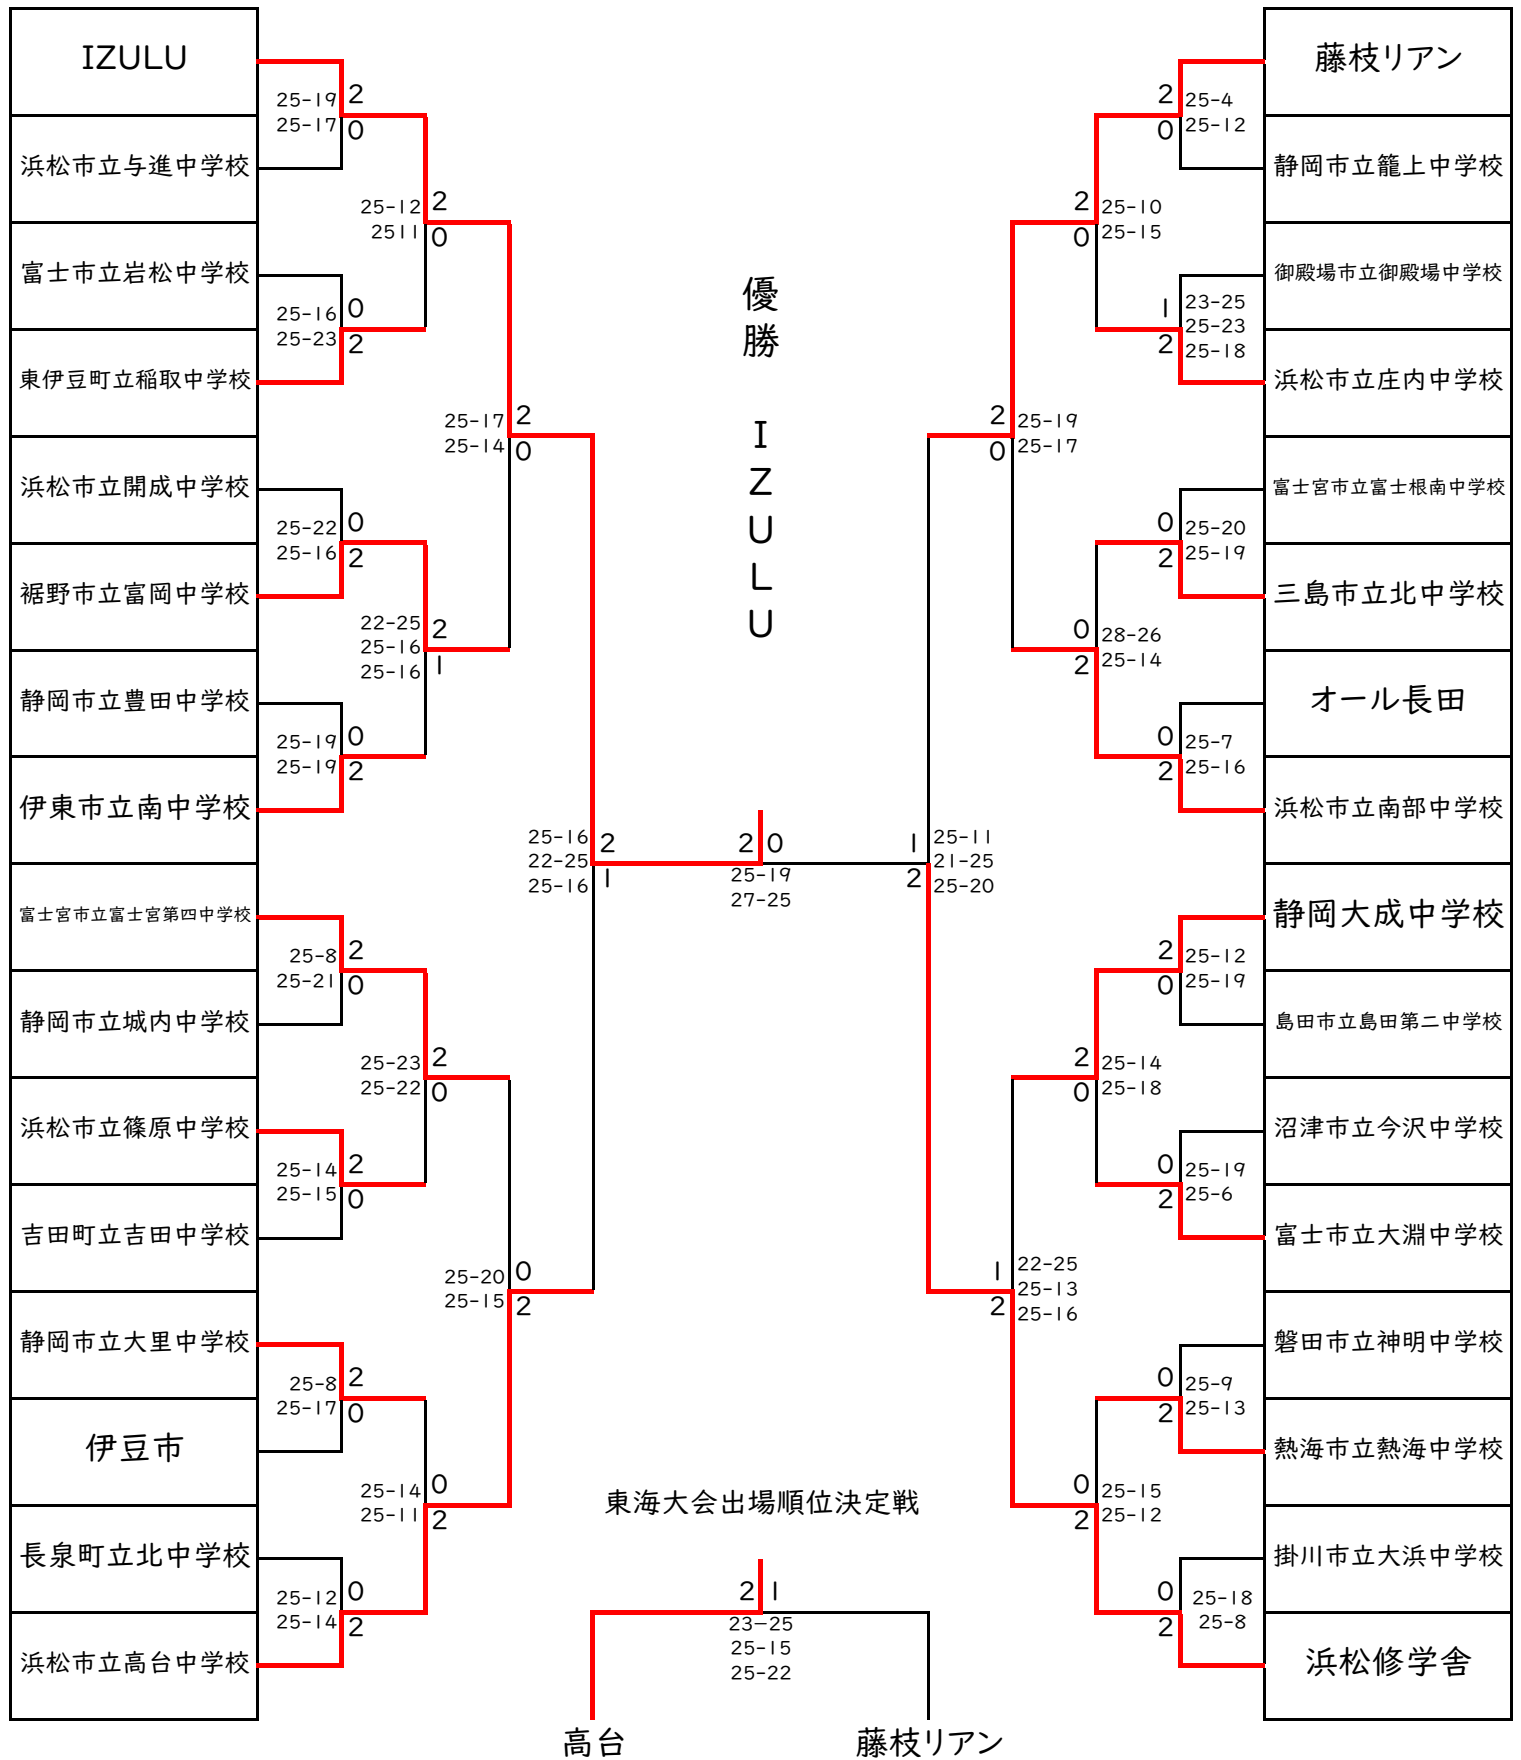 IZULU
浜松市立与進中学校
富士市立岩松中学校
東伊豆町立稲取中学校
浜松市立開成中学校
裾野市立富岡中学校
静岡市立豊田中学校
伊東市立南中学校
富士宮市立富士宮第四中学校
静岡市立城内中学校
浜松市立篠原中学校
吉田町立吉田中学校
静岡市立大里中学校
伊豆市
長泉町立北中学校
浜松市立高台中学校
25-19 2
25-17 0
25-16 0
25-23 2
25-22 0
25-16 2
25-19 0
25-19 2
25-8 2
25-21 0
25-14 2
25-15 0
25-8 2
25-17 0
25-12 0
25-14 2
25-12 2
2511 0
22-25 2
25-16
25-16 1
25-23 2
25-22 0
25-14 0
25-11 2
25-17 2
25-14 0
25-20 0
25-15 2
25-16 2
22-25
25-16 1
優勝 IZULU
2 0
25-19
27-25
1 25-11
21-25
2 25-20
2 25-19
0 25-17
1 22-25
25-13
2 25-16
2 25-10
0 25-15
0 28-26
2 25-14
2 25-14
0 25-18
0 25-15
2 25-12
2 25-4
0 25-12
1 23-25
25-23
2 25-18
0 25-20
2 25-19
0 25-7
2 25-16
2 25-12
0 25-19
0 25-19
2 25-6
0 25-9
2 25-13
0 25-18
2 25-8
藤枝リアン
静岡市立籠上中学校
御殿場市立御殿場中学校
浜松市立庄内中学校
富士宮市立富士根南中学校
三島市立北中学校
オール長田
浜松市立南部中学校
静岡大成中学校
島田市立島田第二中学校
沼津市立今沢中学校
富士市立大淵中学校
磐田市立神明中学校
熱海市立熱海中学校
掛川市立大浜中学校
浜松修学舎
東海大会出場順位決定戦
2 1
23-25
25-15
25-22
高台 藤枝リアン